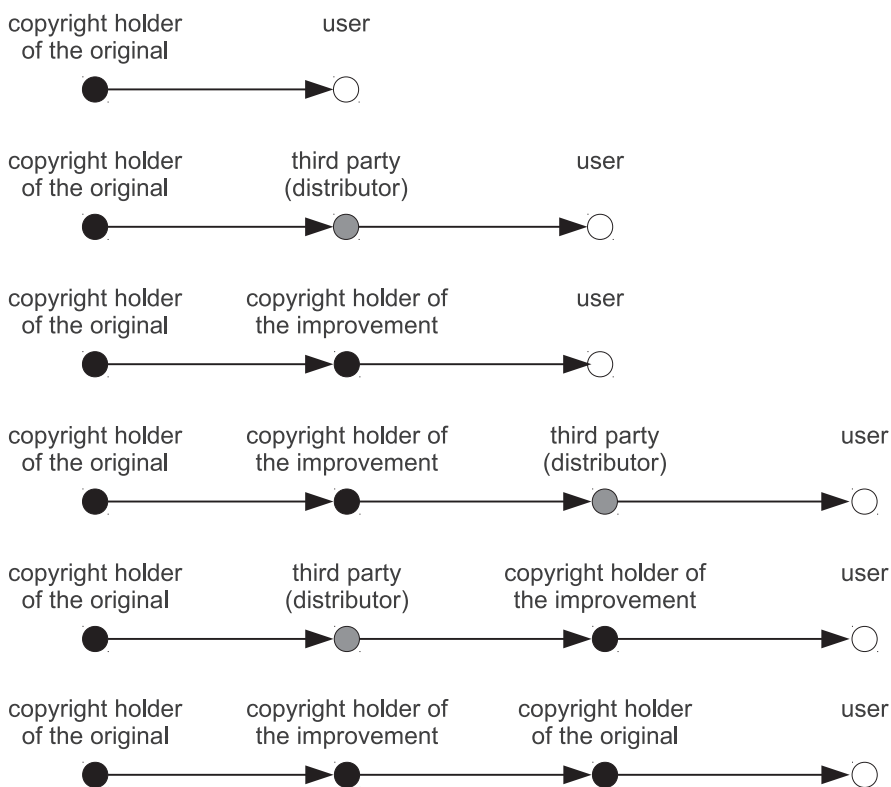 copyright holder
of the original
user
copyright holder
of the original
third party
(distributor)
user
copyright holder
of the original
copyright holder of
the improvement
user
copyright holder
of the original
copyright holder of
the improvement
third party
(distributor)
user
copyright holder
of the original
third party
(distributor)
copyright holder of
the improvement
user
copyright holder
of the original
copyright holder of
the improvement
copyright holder
of the original
user